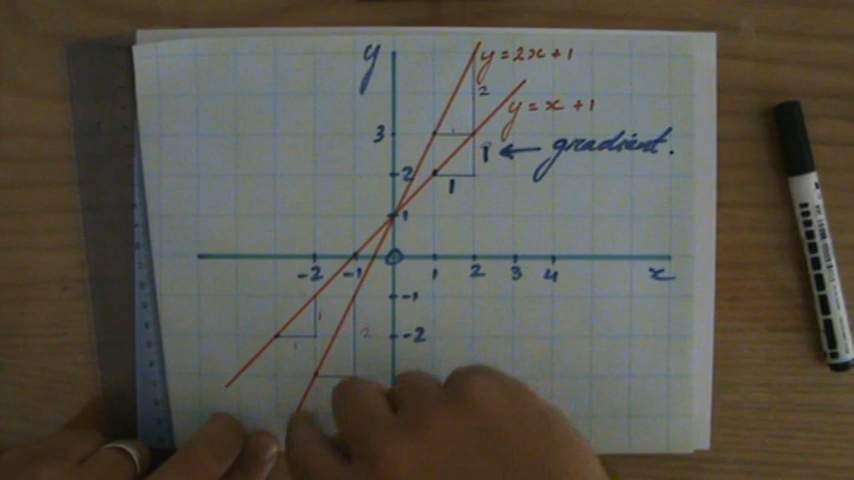 y
y = 2x + 1
2
y = x + 1
3
1
1 ← gradient.
2
1
1
0
-2 -1 1 2 3 4 x
-1
1
2
-2
1